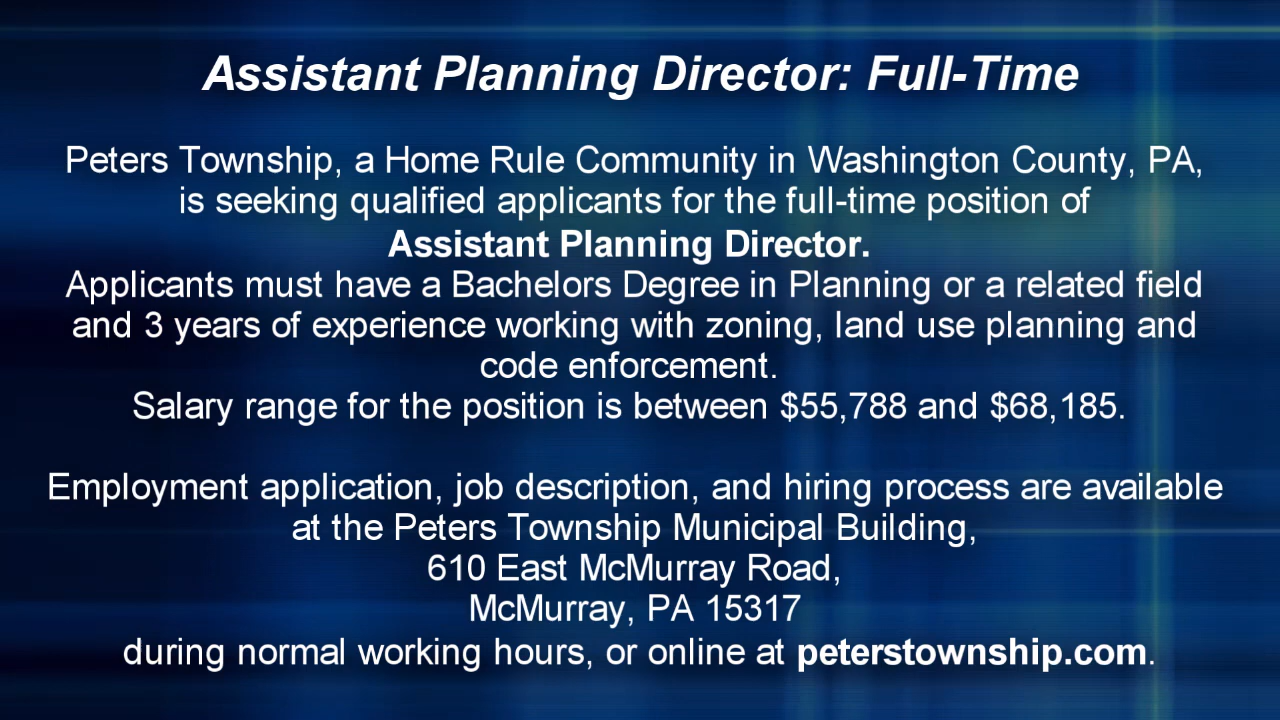 Assistant Planning Director: Full-Time
Peters Township, a Home Rule Community in Washington County, PA,
is seeking qualified applicants for the full-time position of
Assistant Planning Director.
Applicants must have a Bachelors Degree in Planning or a related field
and 3 years of experience working with zoning, land use planning and
code enforcement.
Salary range for the position is between $55,788 and $68,185.
Employment application, job description, and hiring process are available
at the Peters Township Municipal Building,
610 East McMurray Road,
McMurray, PA 15317
during normal working hours, or online at peterstownship.com.